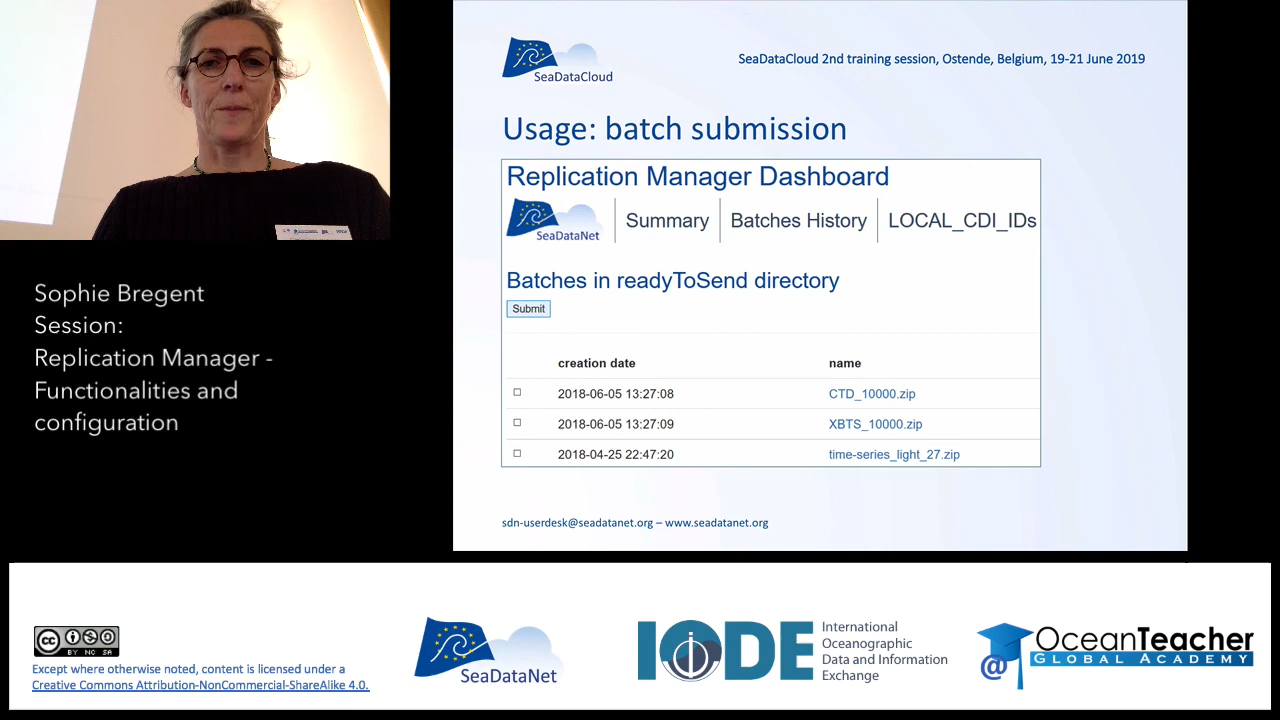 SeaDataCloud
SeaDataCloud 2nd training session, Ostende, Belgium, 19-21 June 2019
Usage: batch submission
Replication Manager Dashboard
SeaDataNet
Summary
Batches History
LOCAL_CDI_IDs
Batches in readyToSend directory
Submit
creation date name
2018-06-05 13:27:08 CTD_10000.zip
2018-06-05 13:27:09 XBTS_10000.zip
2018-04-25 22:47:20 time-series_light_27.zip
sdn-userdesk@seadatanet.org – www.seadatanet.org
Sophie Bregent
Session:
Replication Manager -
Functionalities and
configuration
cc
BY NC SA
Except where otherwise noted, content is licensed under a
Creative Commons Attribution-NonCommercial-ShareAlike 4.0.
SeaDataNet
IODE
International
Oceanographic
Data and Information
Exchange
@
OceanTeacher
GLOBAL ACADEMY